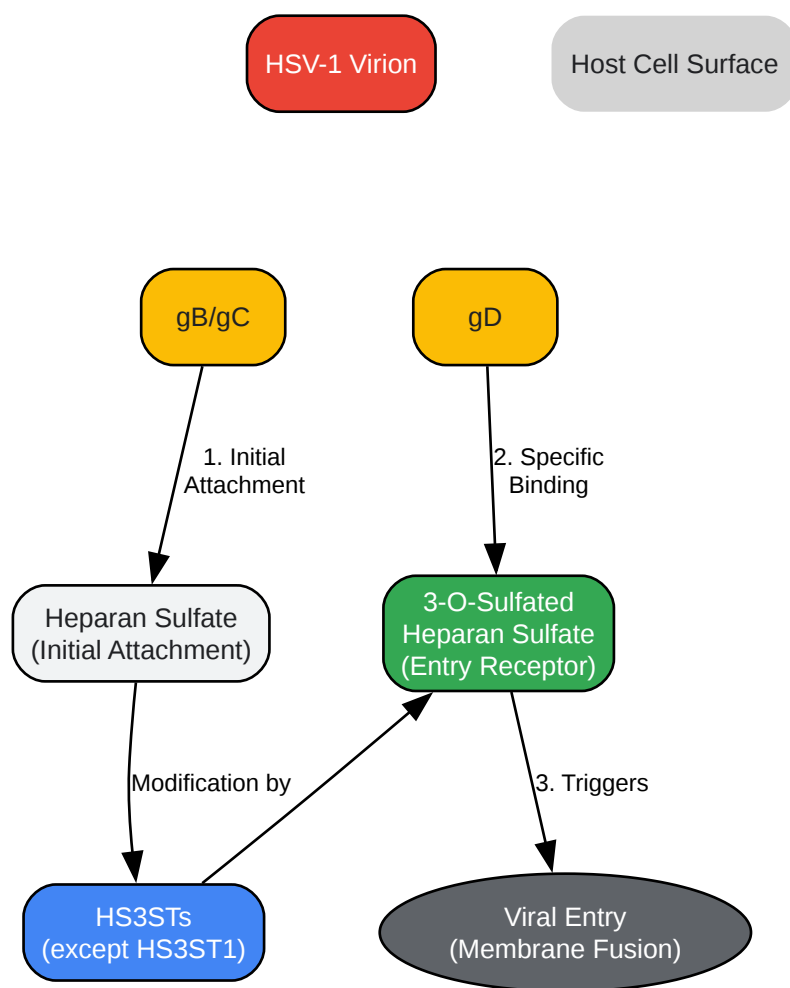 HSV-1 Virion
Host Cell Surface
gB/gC
gD
1. Initial
Attachment
2. Specific
Binding
Heparan Sulfate
(Initial Attachment)
3-O-Sulfated
Heparan Sulfate
(Entry Receptor)
Modification by
3. Triggers
HS3STs
(except HS3ST1)
Viral Entry
(Membrane Fusion)